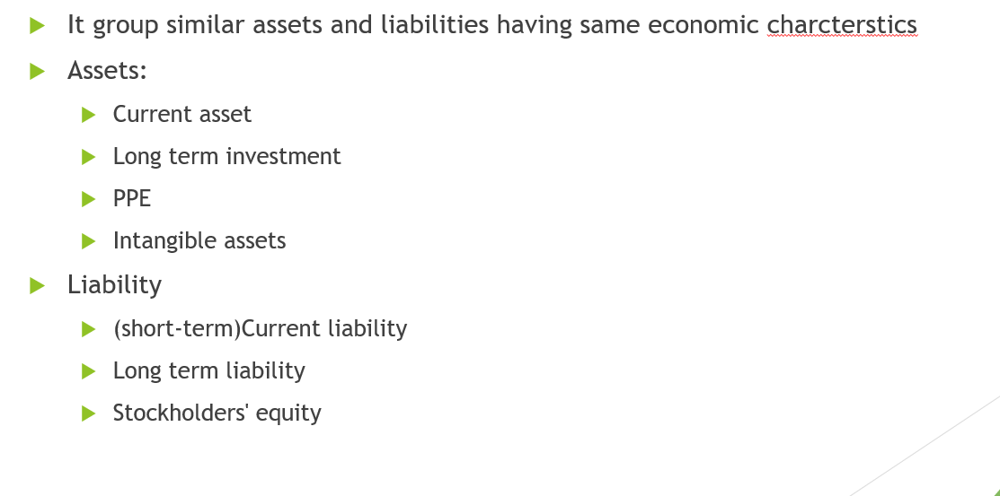 It group similar assets and liabilities having same economic charcterstics
Assets:
Current asset
Long term investment
PPE
Intangible assets
Liability
(short-term)Current liability
Long term liability
Stockholders' equity